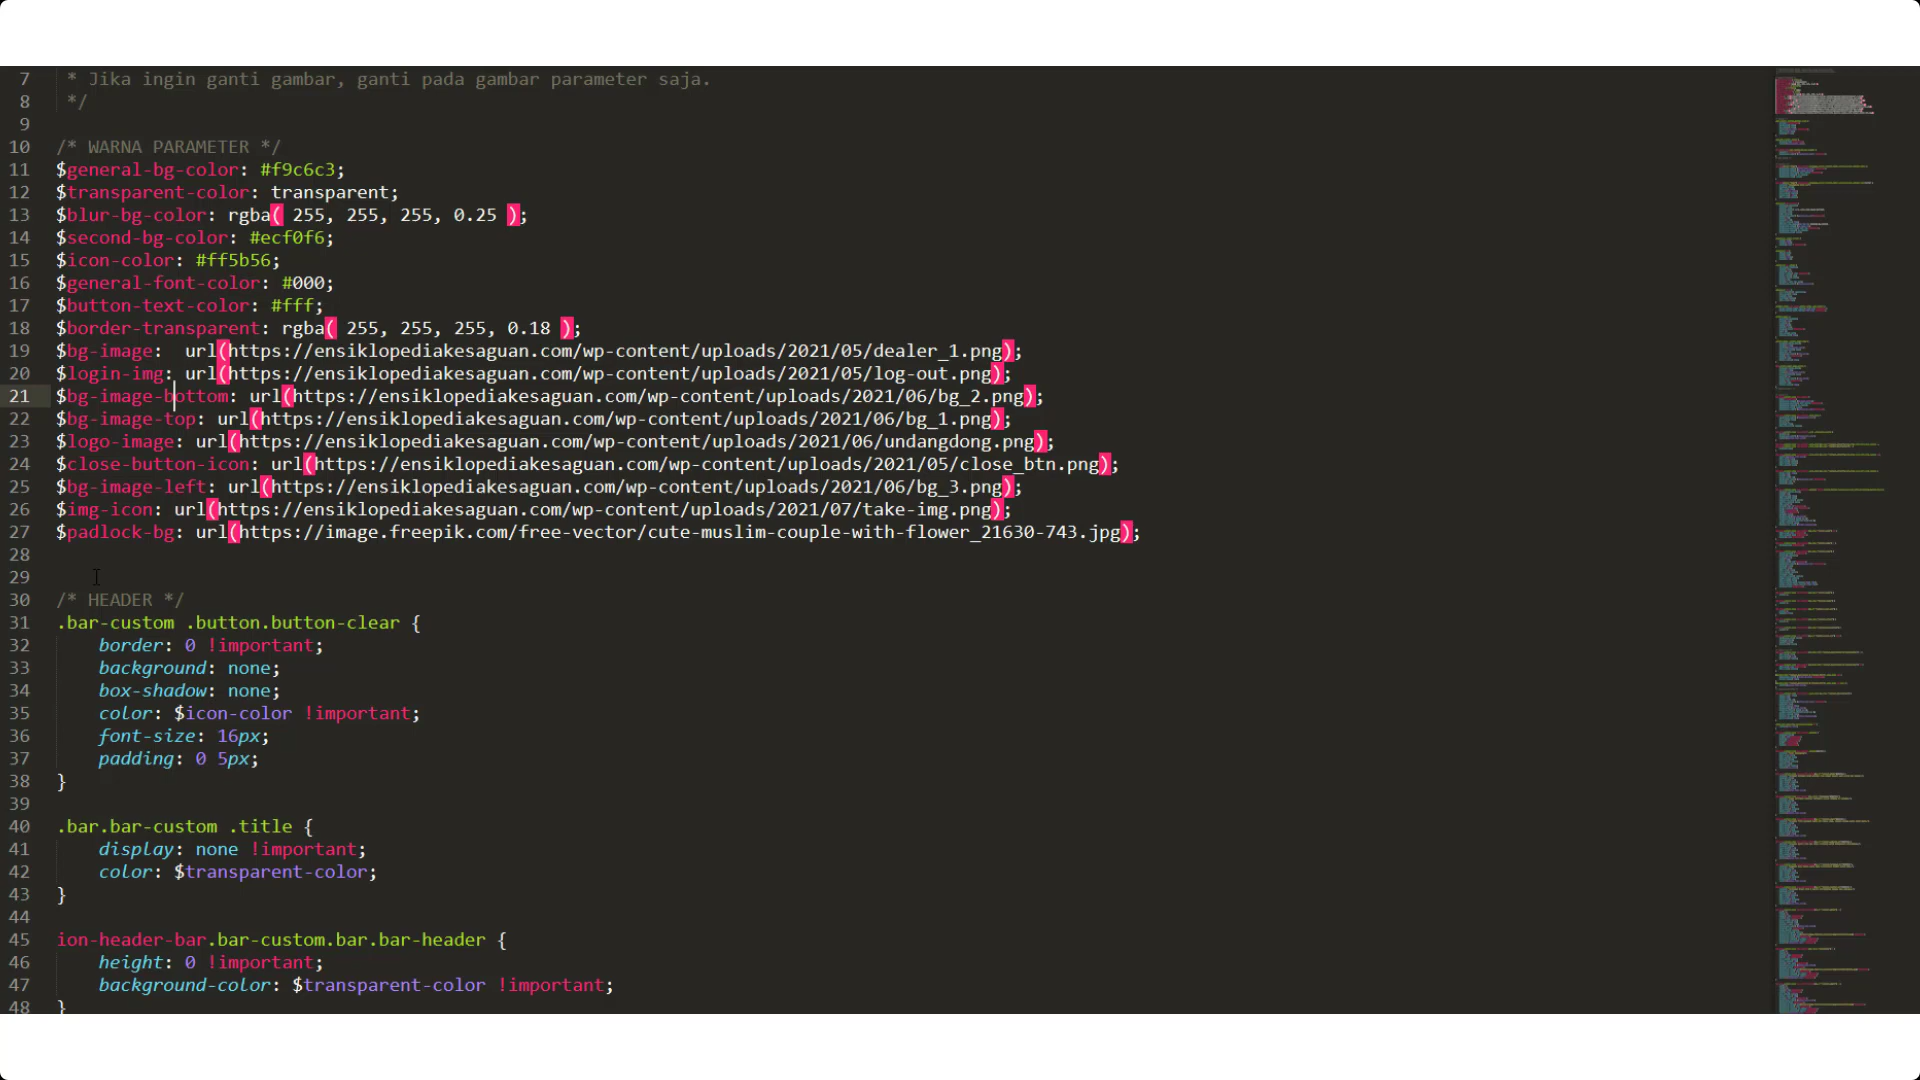 7 * Jika ingin ganti gambar, ganti pada gambar parameter saja.
8 */
9
10 /* WARNA PARAMETER */
11 $general-bg-color: #f9c6c3;
12 $transparent-color: transparent;
13 $blur-bg-color: rgba( 255, 255, 255, 0.25 );
14 $second-bg-color: #ecf0f6;
15 $icon-color: #ff5b56;
16 $general-font-color: #000;
17 $button-text-color: #fff;
18 $border-transparent: rgba( 255, 255, 255, 0.18 );
19 $bg-image:  url(https://ensiklopediakesaguan.com/wp-content/uploads/2021/05/dealer_1.png);
20 $login-img: url(https://ensiklopediakesaguan.com/wp-content/uploads/2021/05/log-out.png);
21 $bg-image-bottom: url(https://ensiklopediakesaguan.com/wp-content/uploads/2021/06/bg_2.png);
22 $bg-image-top: url(https://ensiklopediakesaguan.com/wp-content/uploads/2021/06/bg_1.png);
23 $logo-image: url(https://ensiklopediakesaguan.com/wp-content/uploads/2021/06/undangdong.png);
24 $close-button-icon: url(https://ensiklopediakesaguan.com/wp-content/uploads/2021/05/close_btn.png);
25 $bg-image-left: url(https://ensiklopediakesaguan.com/wp-content/uploads/2021/06/bg_3.png);
26 $img-icon: url(https://ensiklopediakesaguan.com/wp-content/uploads/2021/07/take-img.png);
27 $padlock-bg: url(https://image.freepik.com/free-vector/cute-muslim-couple-with-flower_21630-743.jpg);
28
29
30 /* HEADER */
31 .bar-custom .button.button-clear {
32 border: 0 !important;
33 background: none;
34 box-shadow: none;
35 color: $icon-color !important;
36 font-size: 16px;
37 padding: 0 5px;
38 }
39
40 .bar.bar-custom .title {
41 display: none !important;
42 color: $transparent-color;
43 }
44
45 ion-header-bar.bar-custom.bar.bar-header {
46 height: 0 !important;
47 background-color: $transparent-color !important;
48 }